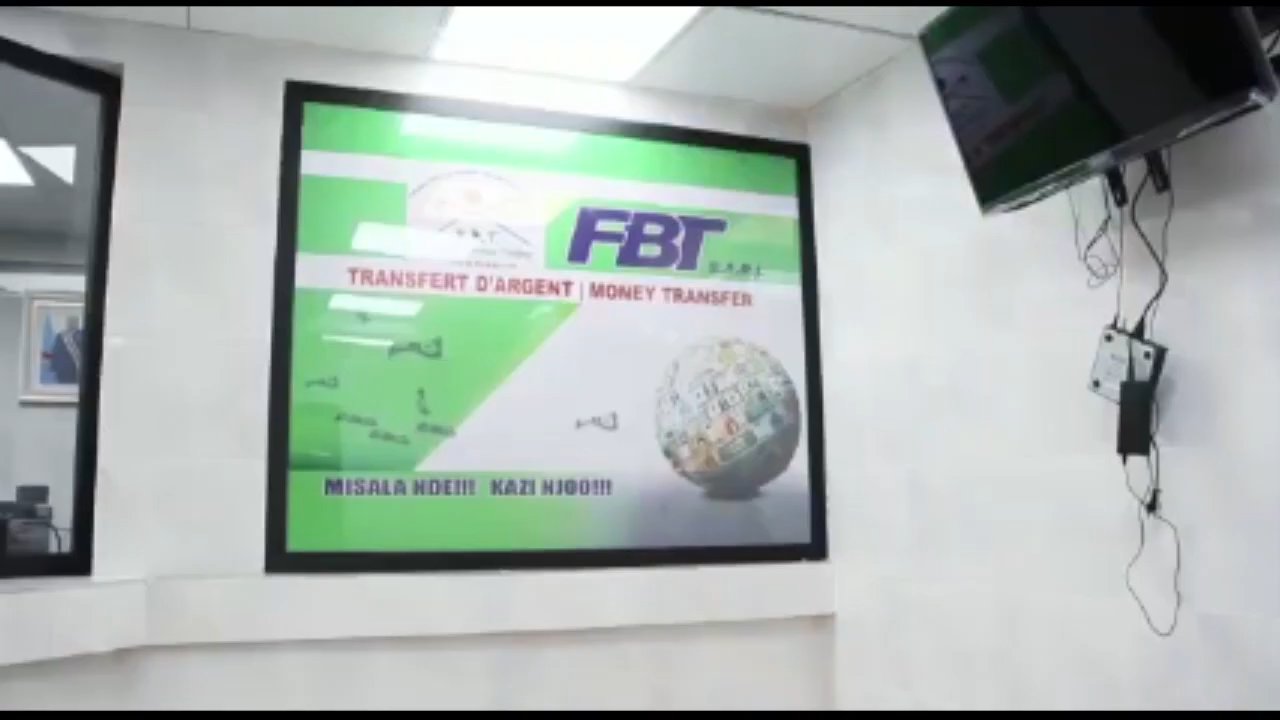 FBT
S.A.R.L
TRANSFERT D'ARGENT | MONEY TRANSFER
MISALA NDE!!! KAZI NJOO!!!